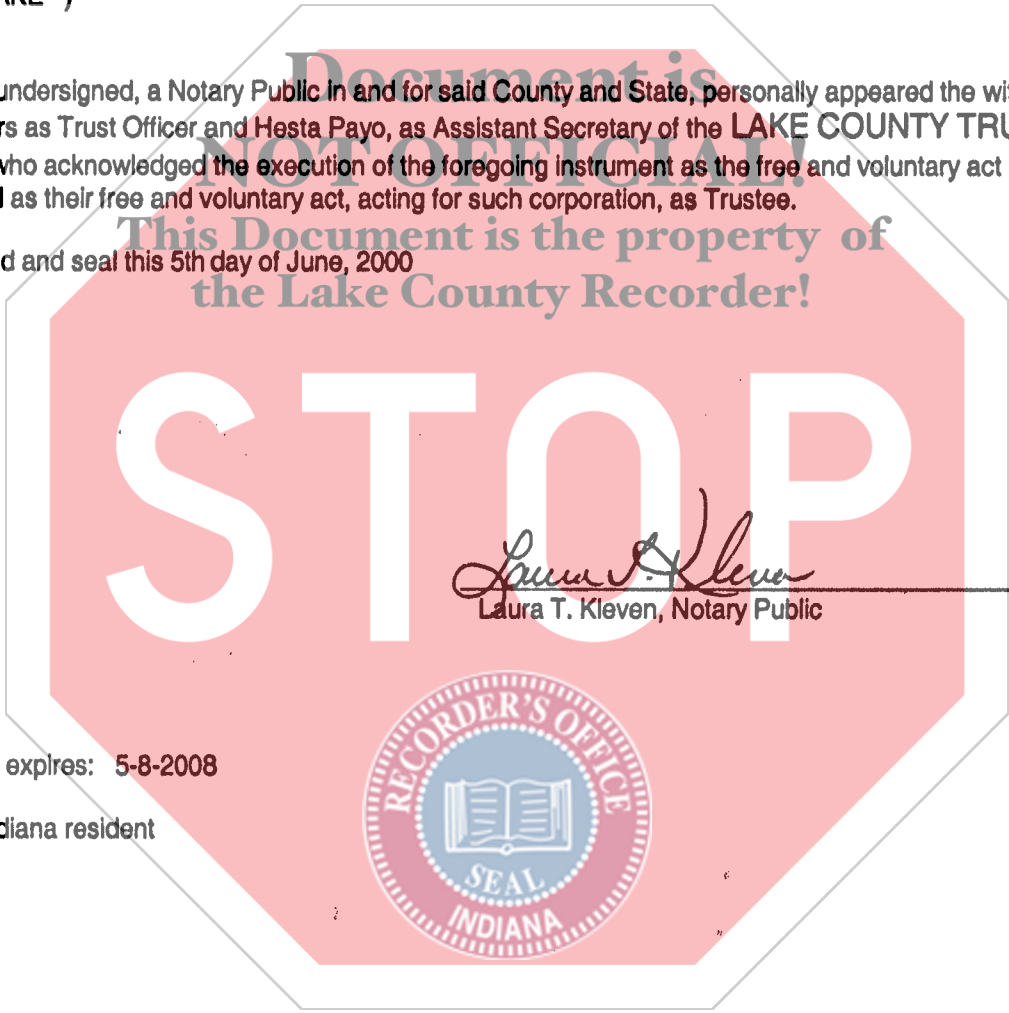 Document is
undersigned, a Notary Public in and for said County and State, personally appeared the wi
rs as Trust Officer and Hesta Payo, as Assistant Secretary of the LAKE COUNTY TRU
NOT OFFICIAL!
who acknowledged the execution of the foregoing instrument as the free and voluntary act
as their free and voluntary act, acting for such corporation, as Trustee.
This Document is the property of
d and seal this 5th day of June, 2000
the Lake County Recorder!
STOP
Laura T. Kleven
Laura T. Kleven, Notary Public
RECORDER'S OFFICE
expires: 5-8-2008
diana resident
SEAL
INDIANA